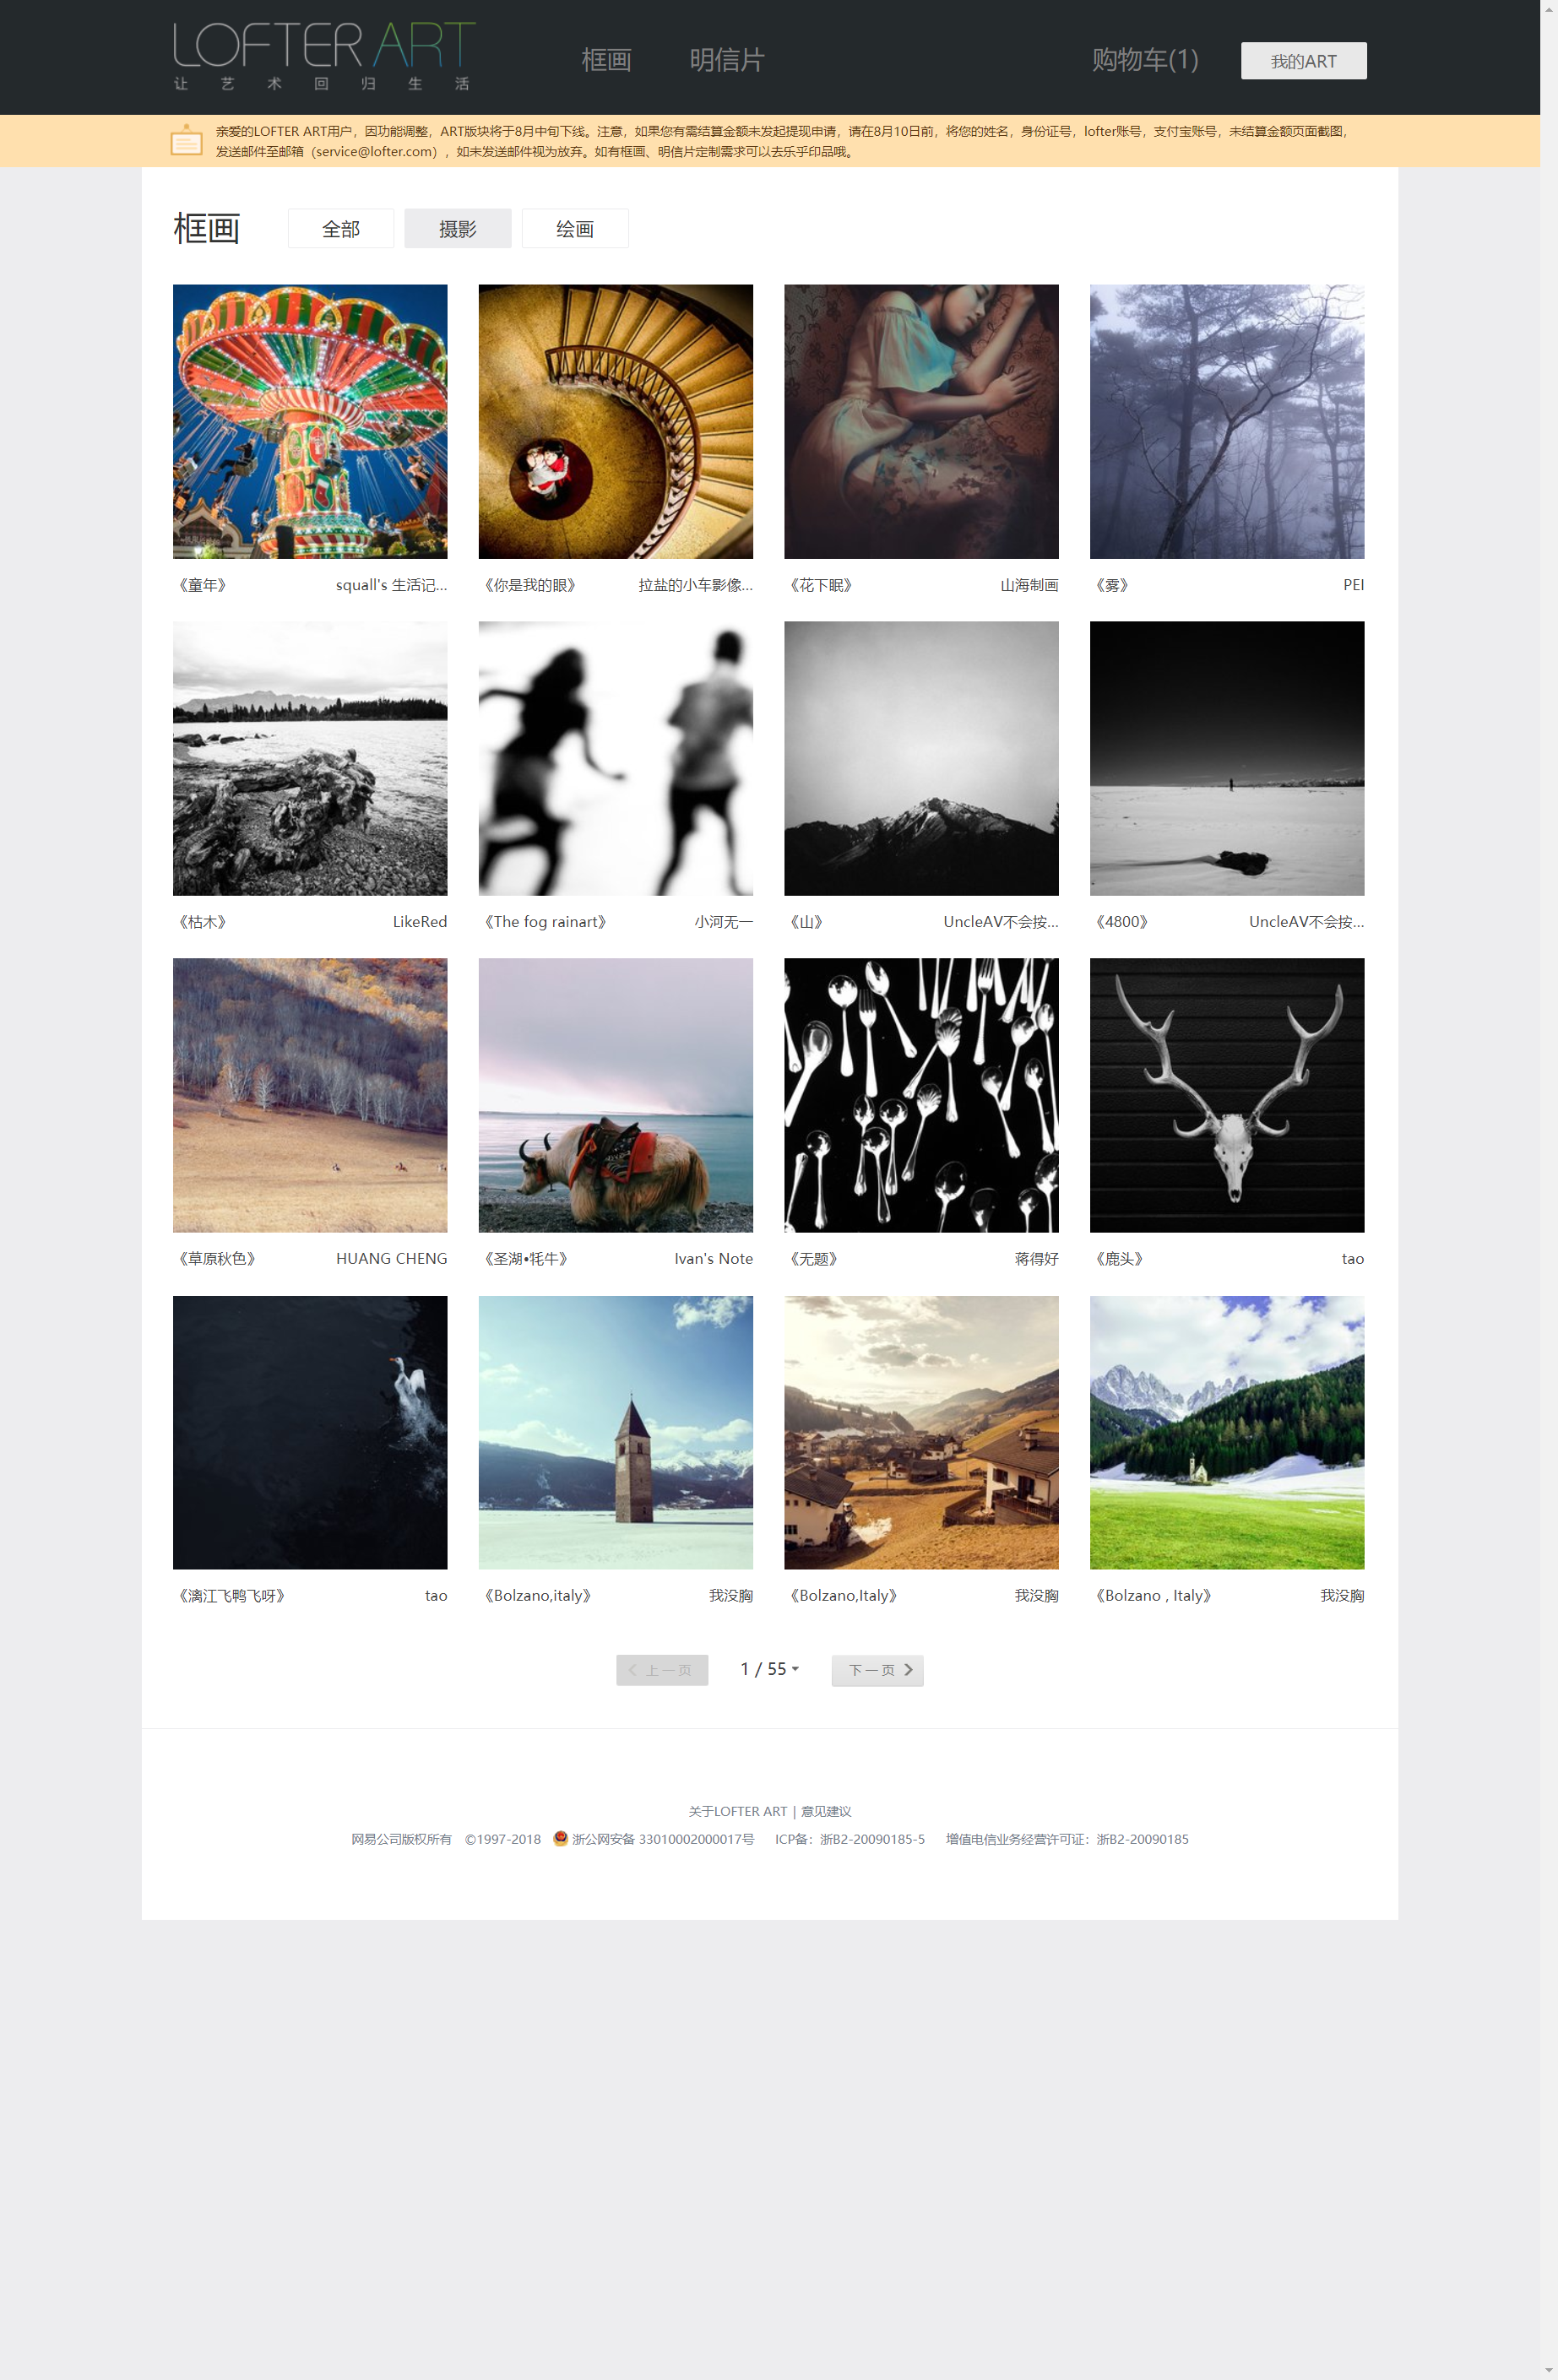 LOFTER ART
让艺术回归生活
框画
明信片
购物车(1)
我的ART
亲爱的LOFTER ART用户，因功能调整，ART版块将于8月中旬下线。注意，如果您有需结算金额未发起提现申请，请在8月10日前，将您的姓名，身份证号，lofter账号，支付宝账号，未结算金额页面截图，
发送邮件至邮箱（service@lofter.com），如未发送邮件视为放弃。如有框画、明信片定制需求可以去乐乎印品哦。
框画
全部
摄影
绘画
《童年》
squall's 生活记...
《你是我的眼》
拉盐的小车影像...
《花下眠》
山海制画
《雾》
PEI
《枯木》
LikeRed
《The fog rainart》
小河无一
《山》
UncleAV不会按...
《4800》
UncleAV不会按...
《草原秋色》
HUANG CHENG
《圣湖•牦牛》
Ivan's Note
《无题》
蒋得好
《鹿头》
tao
《漓江飞鸭飞呀》
tao
《Bolzano,italy》
我没胸
《Bolzano,Italy》
我没胸
《Bolzano , Italy》
我没胸
上一页
1 / 55
下一页
关于LOFTER ART | 意见建议
网易公司版权所有 ©1997-2018 浙公网安备 33010002000017号 ICP备：浙B2-20090185-5 增值电信业务经营许可证：浙B2-20090185